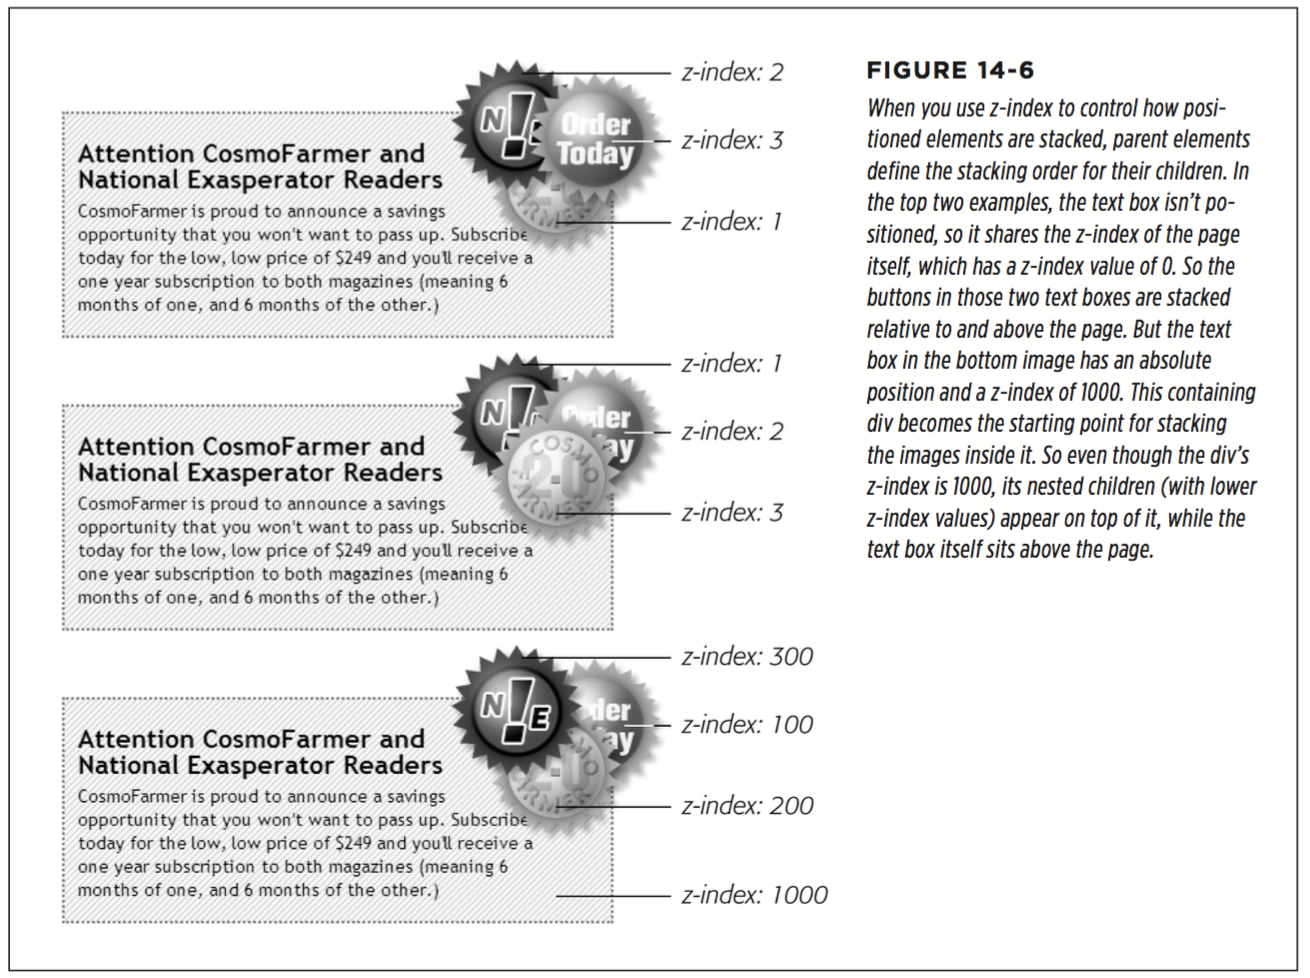 z-index: 2
N!
Order
Today
z-index: 3
FARMER
z-index: 1
Attention CosmoFarmer and
National Exasperator Readers
CosmoFarmer is proud to announce a savings
opportunity that you won't want to pass up. Subscribe
today for the low, low price of $249 and you'll receive a
one year subscription to both magazines (meaning 6
months of one, and 6 months of the other.)
z-index: 1
N!
Order
ay
z-index: 2
COSMO
2-0
FARMER
z-index: 3
Attention CosmoFarmer and
National Exasperator Readers
CosmoFarmer is proud to announce a savings
opportunity that you won't want to pass up. Subscribe
today for the low, low price of $249 and you'll receive a
one year subscription to both magazines (meaning 6
months of one, and 6 months of the other.)
z-index: 300
N!E
der
ay
z-index: 100
z-index: 200
Attention CosmoFarmer and
National Exasperator Readers
CosmoFarmer is proud to announce a savings
opportunity that you won't want to pass up. Subscribe
today for the low, low price of $249 and you'll receive a
one year subscription to both magazines (meaning 6
months of one, and 6 months of the other.)
z-index: 1000
FIGURE 14-6
When you use z-index to control how posi-
tioned elements are stacked, parent elements
define the stacking order for their children. In
the top two examples, the text box isn't po-
sitioned, so it shares the z-index of the page
itself, which has a z-index value of 0. So the
buttons in those two text boxes are stacked
relative to and above the page. But the text
box in the bottom image has an absolute
position and a z-index of 1000. This containing
div becomes the starting point for stacking
the images inside it. So even though the div's
z-index is 1000, its nested children (with lower
z-index values) appear on top of it, while the
text box itself sits above the page.